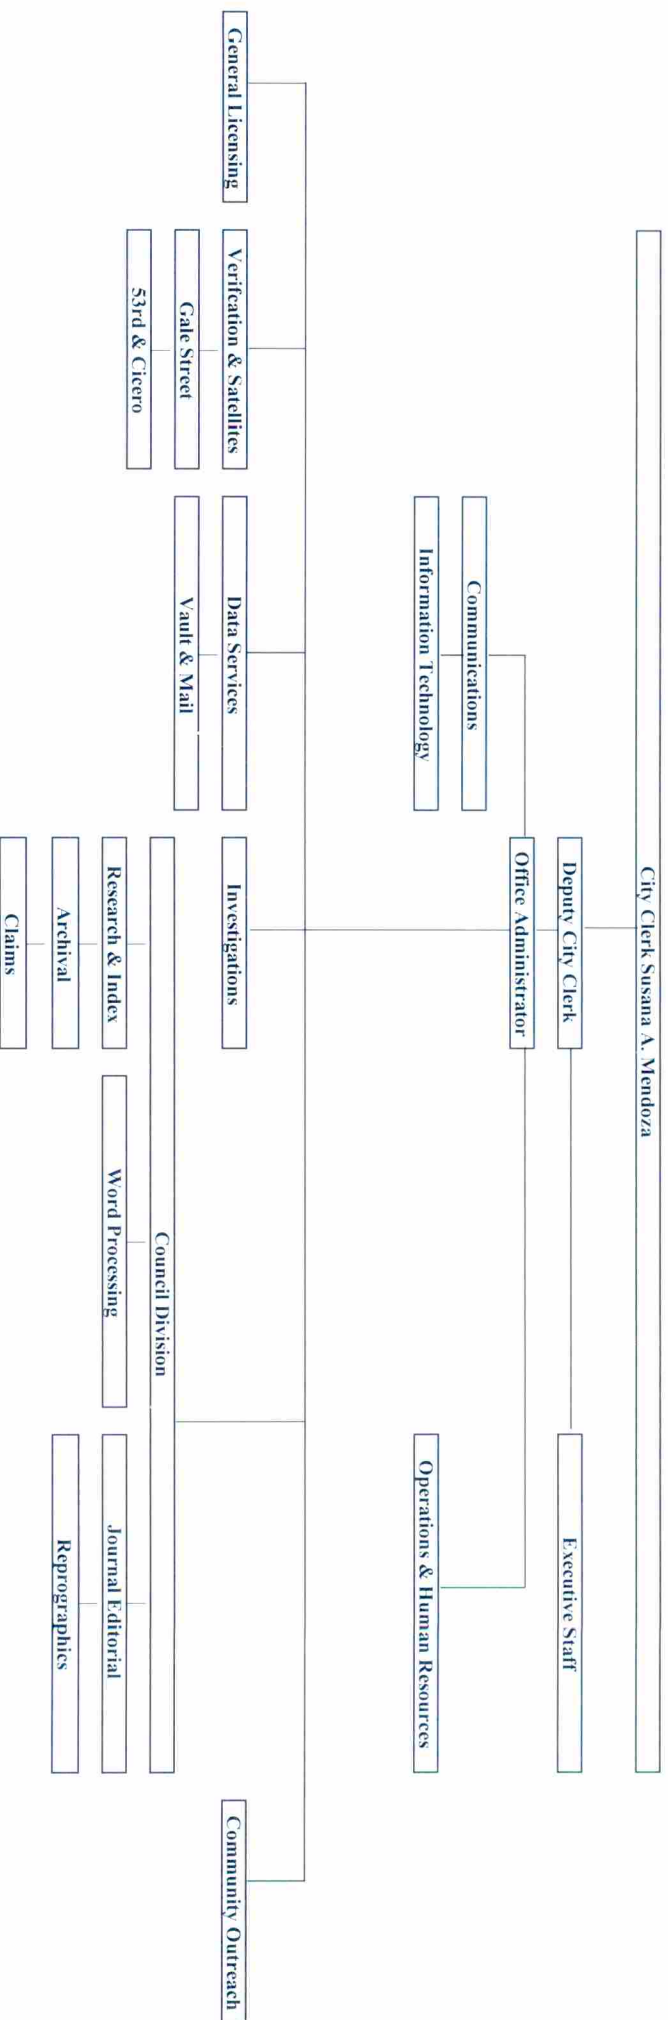 City Clerk Susana A. Mendoza
Deputy City Clerk
Executive Staff
Office Administrator
Communications
Information Technology
Operations & Human Resources
General Licensing
Verifcation & Satellites
Data Services
Investigations
Community Outreach
Gale Street
Vault & Mail
53rd & Cicero
Council Division
Research & Index
Word Processing
Journal Editorial
Archival
Reprographics
Claims